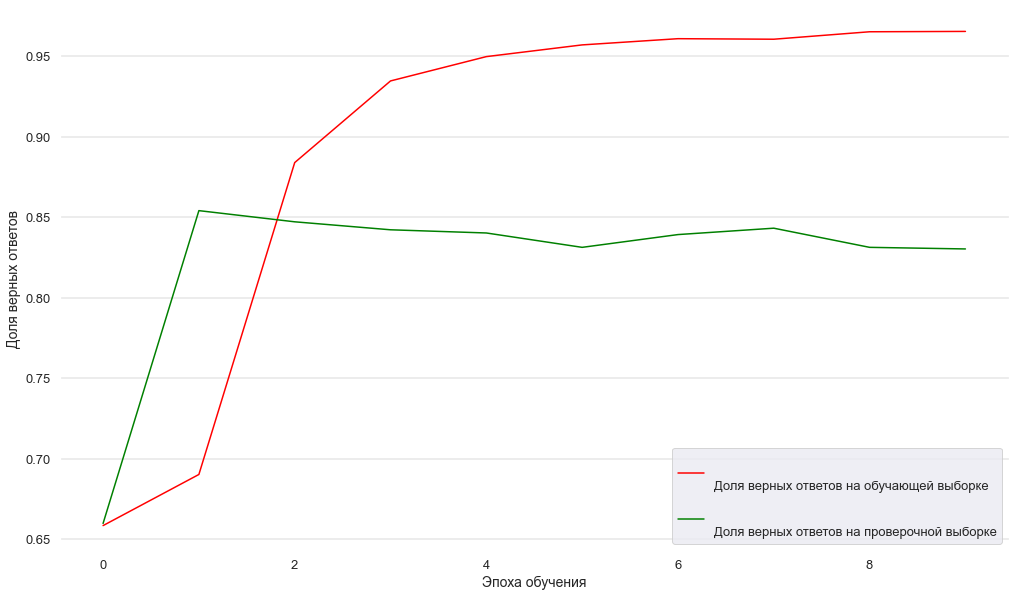 0.95
0.90
0.85
0.80
0.75
0.70
0.65
Доля верных ответов
0 2 4 6 8
Эпоха обучения
Доля верных ответов на обучающей выборке
Доля верных ответов на проверочной выборке